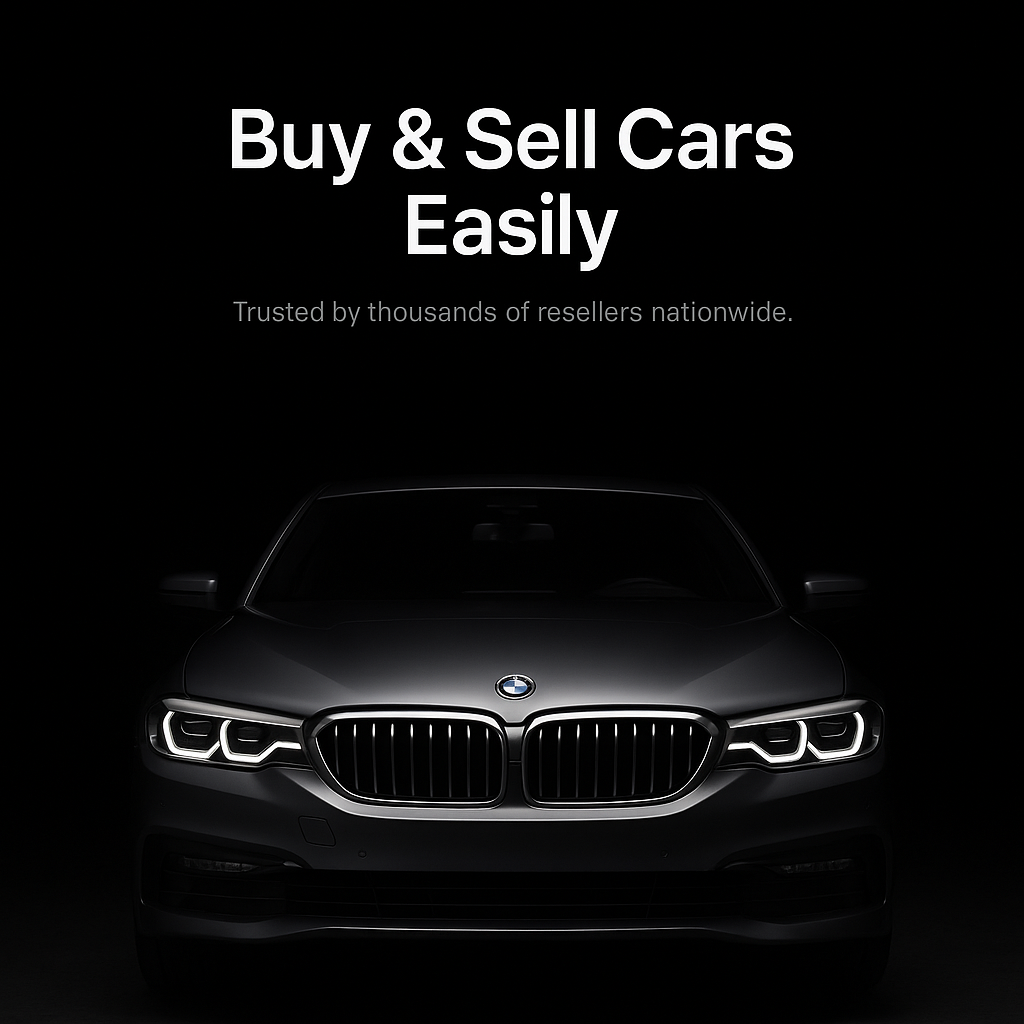 Buy & Sell Cars
Easily
Trusted by thousands of resellers nationwide.